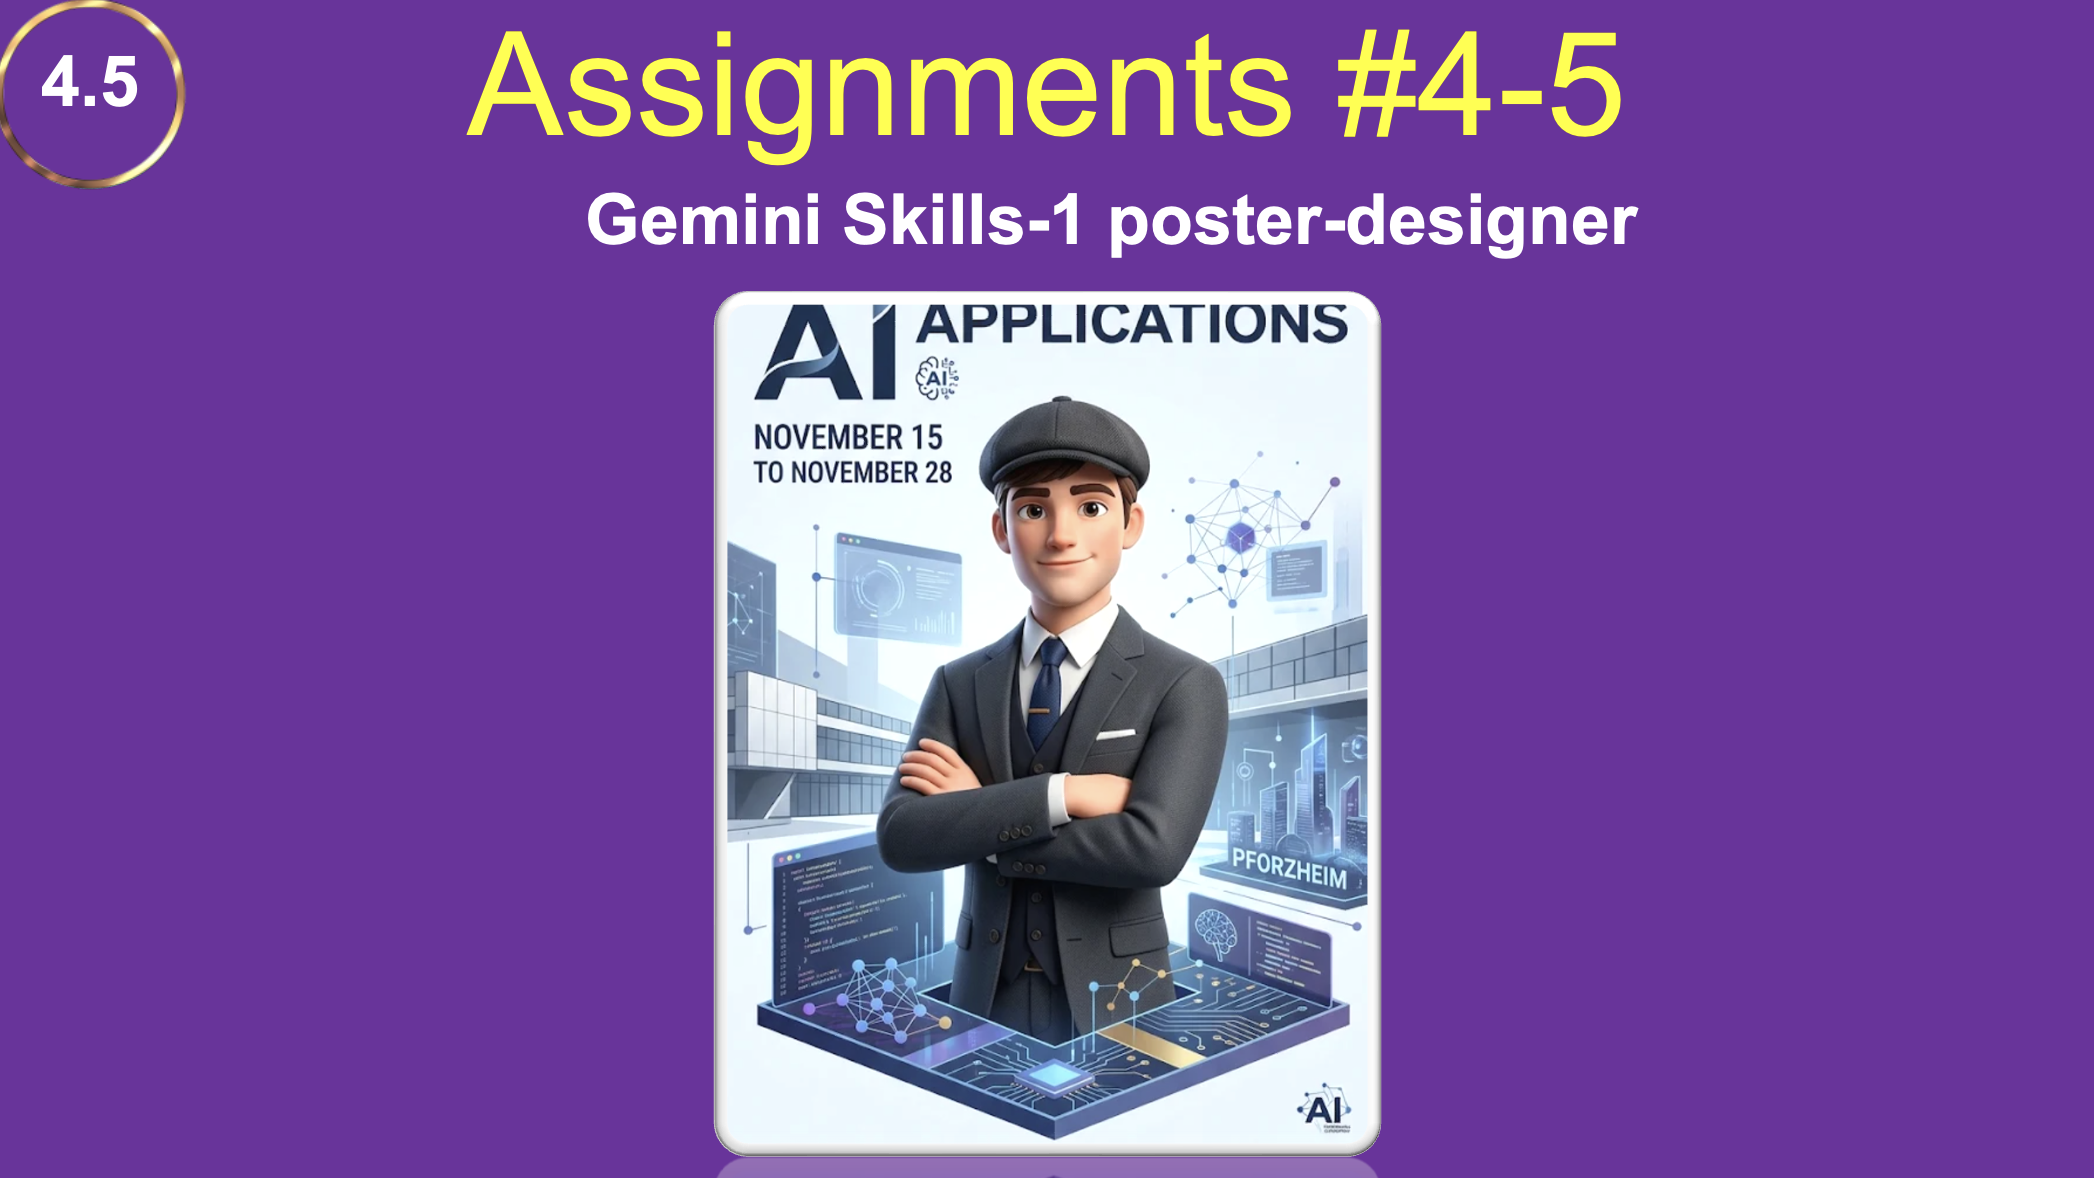 4.5
Assignments #4-5
Gemini Skills-1 poster-designer
AI APPLICATIONS
AI
NOVEMBER 15
TO NOVEMBER 28
PFORZHEIM
AI